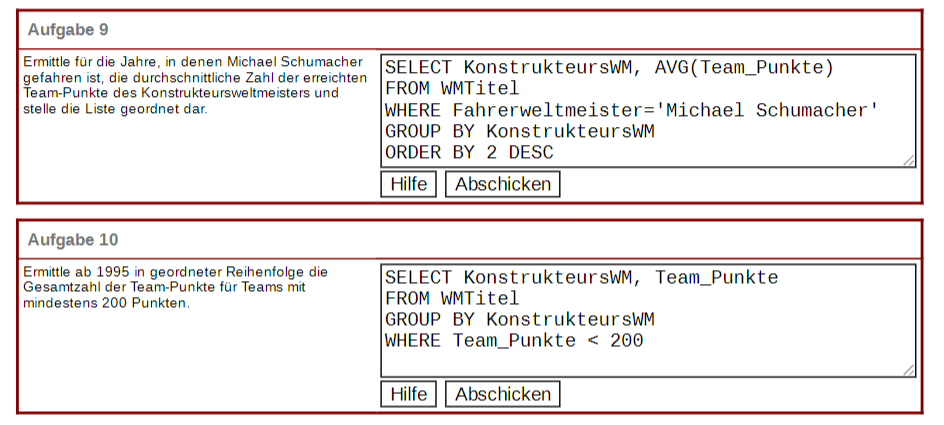 Aufgabe 9
Ermittle für die Jahre, in denen Michael Schumacher
gefahren ist, die durchschnittliche Zahl der erreichten
Team-Punkte des Konstrukteursweltmeisters und
stelle die Liste geordnet dar.
SELECT KonstrukteursWM, AVG(Team_Punkte)
FROM WMTitel
WHERE Fahrerweltmeister='Michael Schumacher'
GROUP BY KonstrukteursWM
ORDER BY 2 DESC
Hilfe Abschicken
Aufgabe 10
Ermittle ab 1995 in geordneter Reihenfolge die
Gesamtzahl der Team-Punkte für Teams mit
mindestens 200 Punkten.
SELECT KonstrukteursWM, Team_Punkte
FROM WMTitel
GROUP BY KonstrukteursWM
WHERE Team_Punkte < 200
Hilfe Abschicken